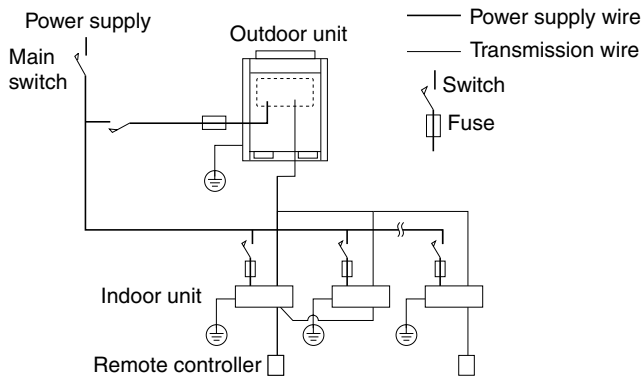 Power supply
Main
switch
Outdoor unit
Power supply wire
Transmission wire
Switch
Fuse
Indoor unit
Remote controller